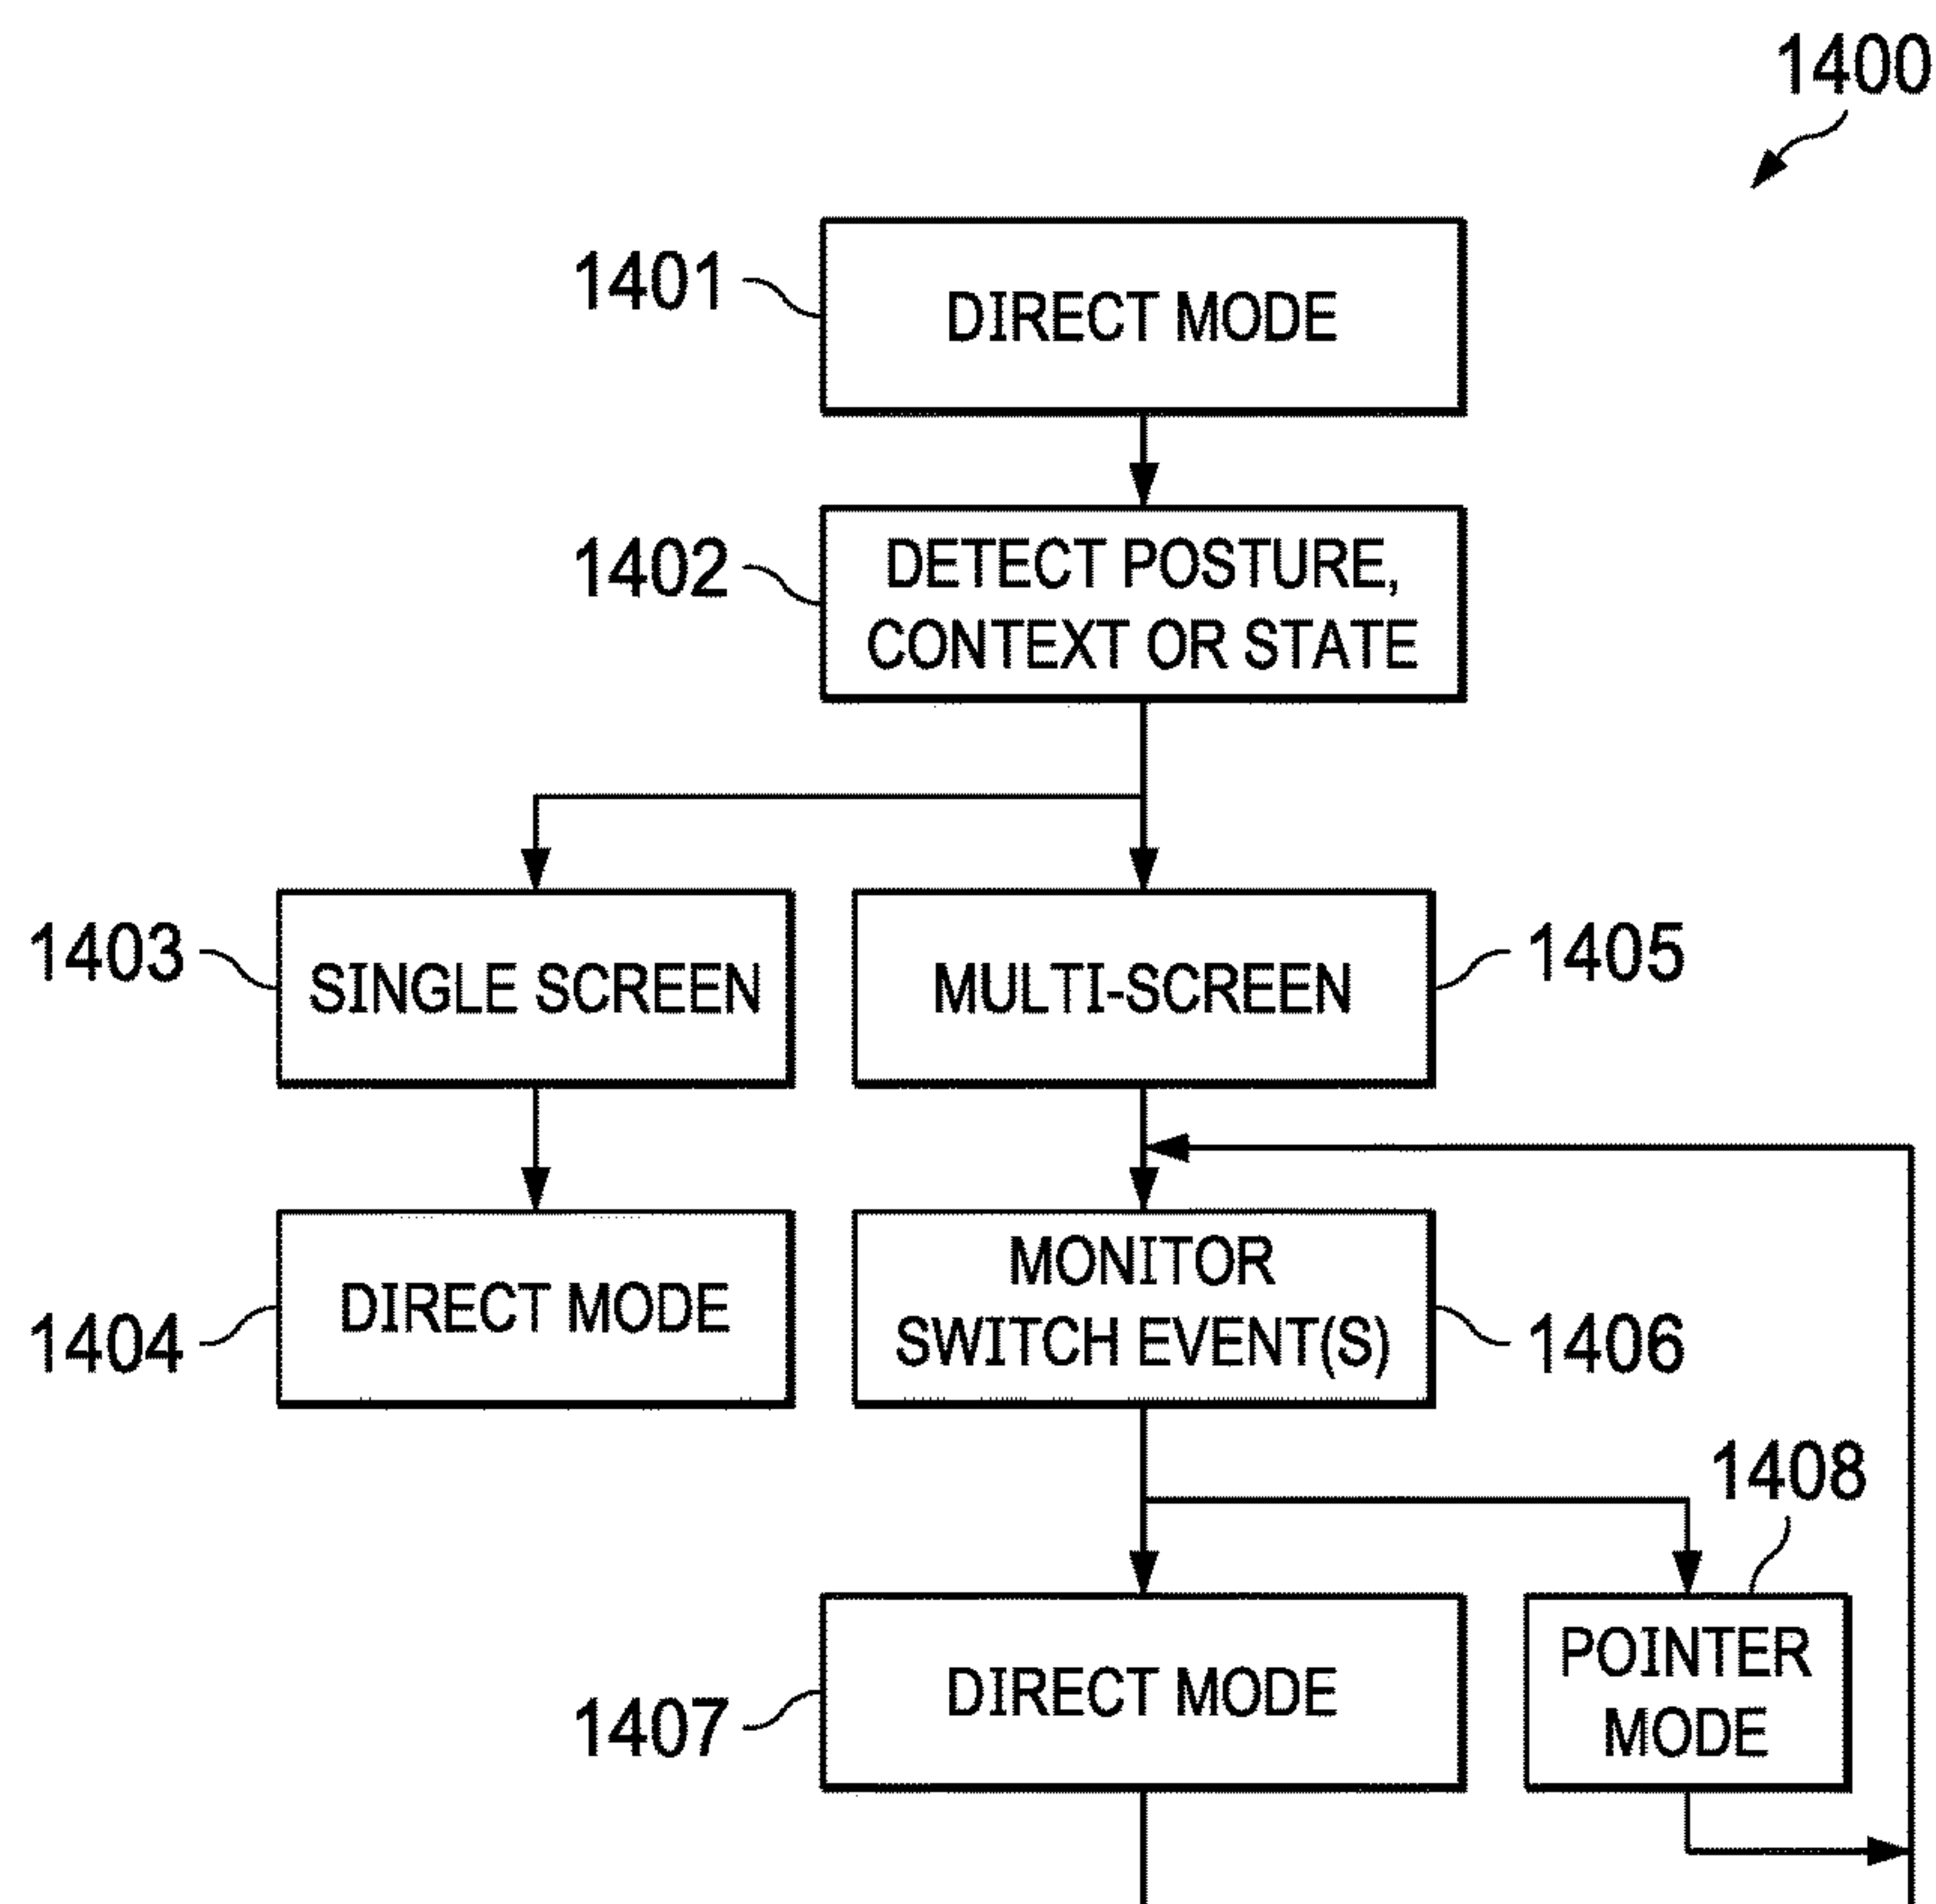 1400
1401
DIRECT MODE
1402
DETECT POSTURE,
CONTEXT OR STATE
1403
SINGLE SCREEN
MULTI-SCREEN
1405
1404
DIRECT MODE
MONITOR
SWITCH EVENT(S)
1406
1408
1407
DIRECT MODE
POINTER
MODE